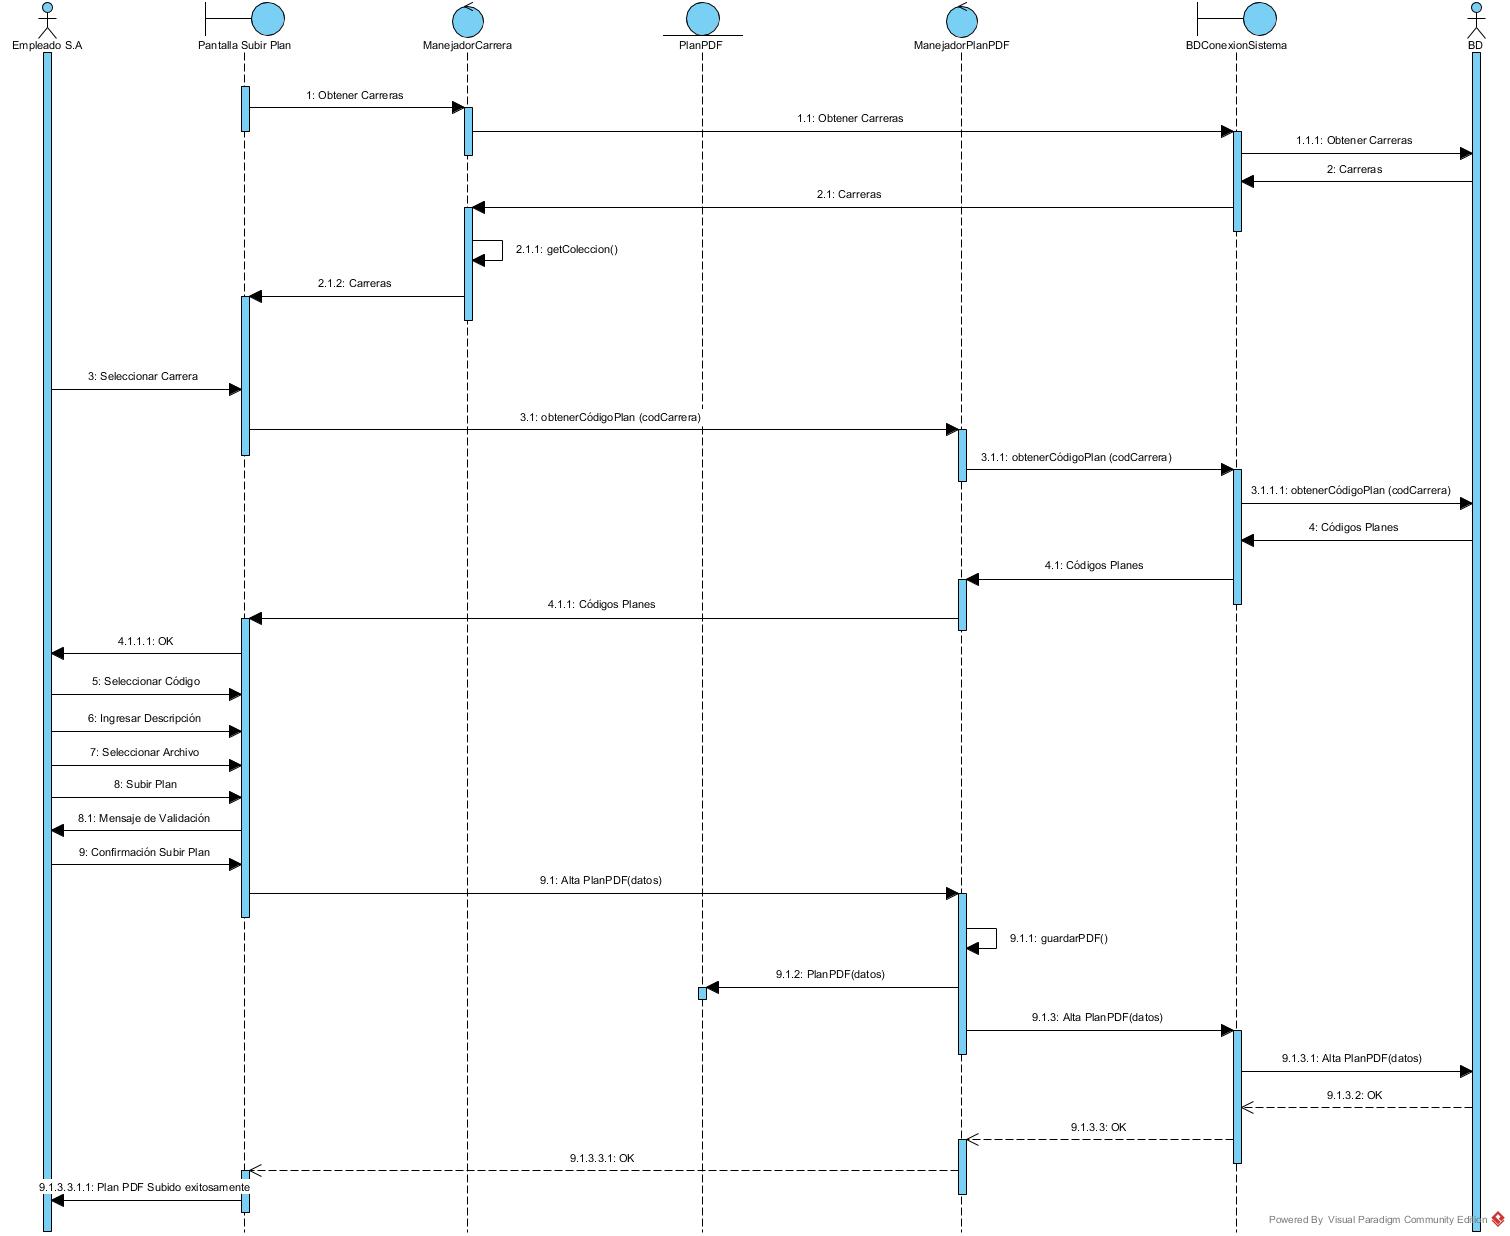 Empleado S.A
Pantalla Subir Plan
ManejadorCarrera
PlanPDF
ManejadorPlanPDF
BDConexionSistema
BD
1: Obtener Carreras
1.1: Obtener Carreras
1.1.1: Obtener Carreras
2: Carreras
2.1: Carreras
2.1.1: getColeccion()
2.1.2: Carreras
3: Seleccionar Carrera
3.1: obtenerCódigoPlan (codCarrera)
3.1.1: obtenerCódigoPlan (codCarrera)
3.1.1.1: obtenerCódigoPlan (codCarrera)
4: Códigos Planes
4.1: Códigos Planes
4.1.1: Códigos Planes
4.1.1.1: OK
5: Seleccionar Código
6: Ingresar Descripción
7: Seleccionar Archivo
8: Subir Plan
8.1: Mensaje de Validación
9: Confirmación Subir Plan
9.1: Alta PlanPDF(datos)
9.1.1: guardarPDF()
9.1.2: PlanPDF(datos)
9.1.3: Alta PlanPDF(datos)
9.1.3.1: Alta PlanPDF(datos)
9.1.3.2: OK
9.1.3.3: OK
9.1.3.3.1: OK
9.1.3.3.1.1: Plan PDF Subido exitosamente
Powered By Visual Paradigm Community Edition